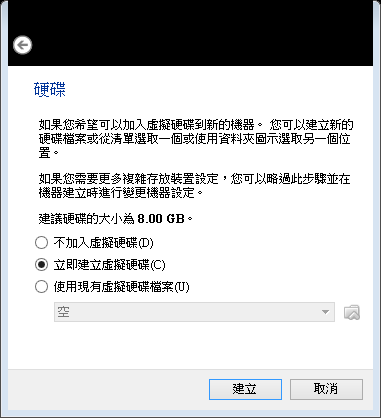 硬碟
如果您希望可以加入虛擬硬碟到新的機器。 您可以建立新的
硬碟檔案或從清單選取一個或使用資料夾圖示選取另一個位
置。
如果您需要更多複雜存放裝置設定，您可以略過此步驟並在
機器建立時進行變更機器設定。
建議硬碟的大小為 8.00 GB。
不加入虛擬硬碟(D)
立即建立虛擬硬碟(C)
使用現有虛擬硬碟檔案(U)
空
建立
取消